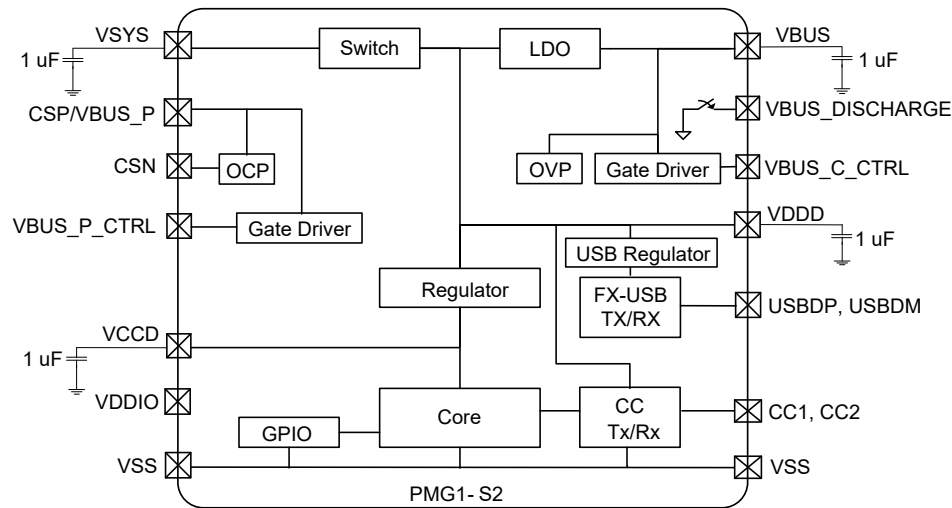 VSYS
1 uF
CSP/VBUS_P
CSN
VBUS_P_CTRL
VCCD
1 uF
VDDIO
VSS
Switch
LDO
OCP
Gate Driver
OVP
Gate Driver
Regulator
USB Regulator
FX-USB
TX/RX
Core
CC
Tx/Rx
GPIO
VBUS
1 uF
VBUS_DISCHARGE
VBUS_C_CTRL
VDDD
1 uF
USBDP, USBDM
CC1, CC2
VSS
PMG1- S2